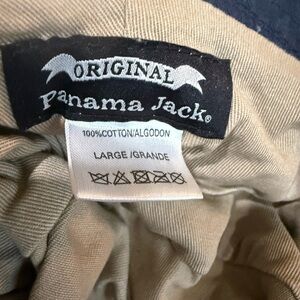 ORIGINAL
Panama Jack®
100%COTTON/ALGODON
LARGE/GRANDE